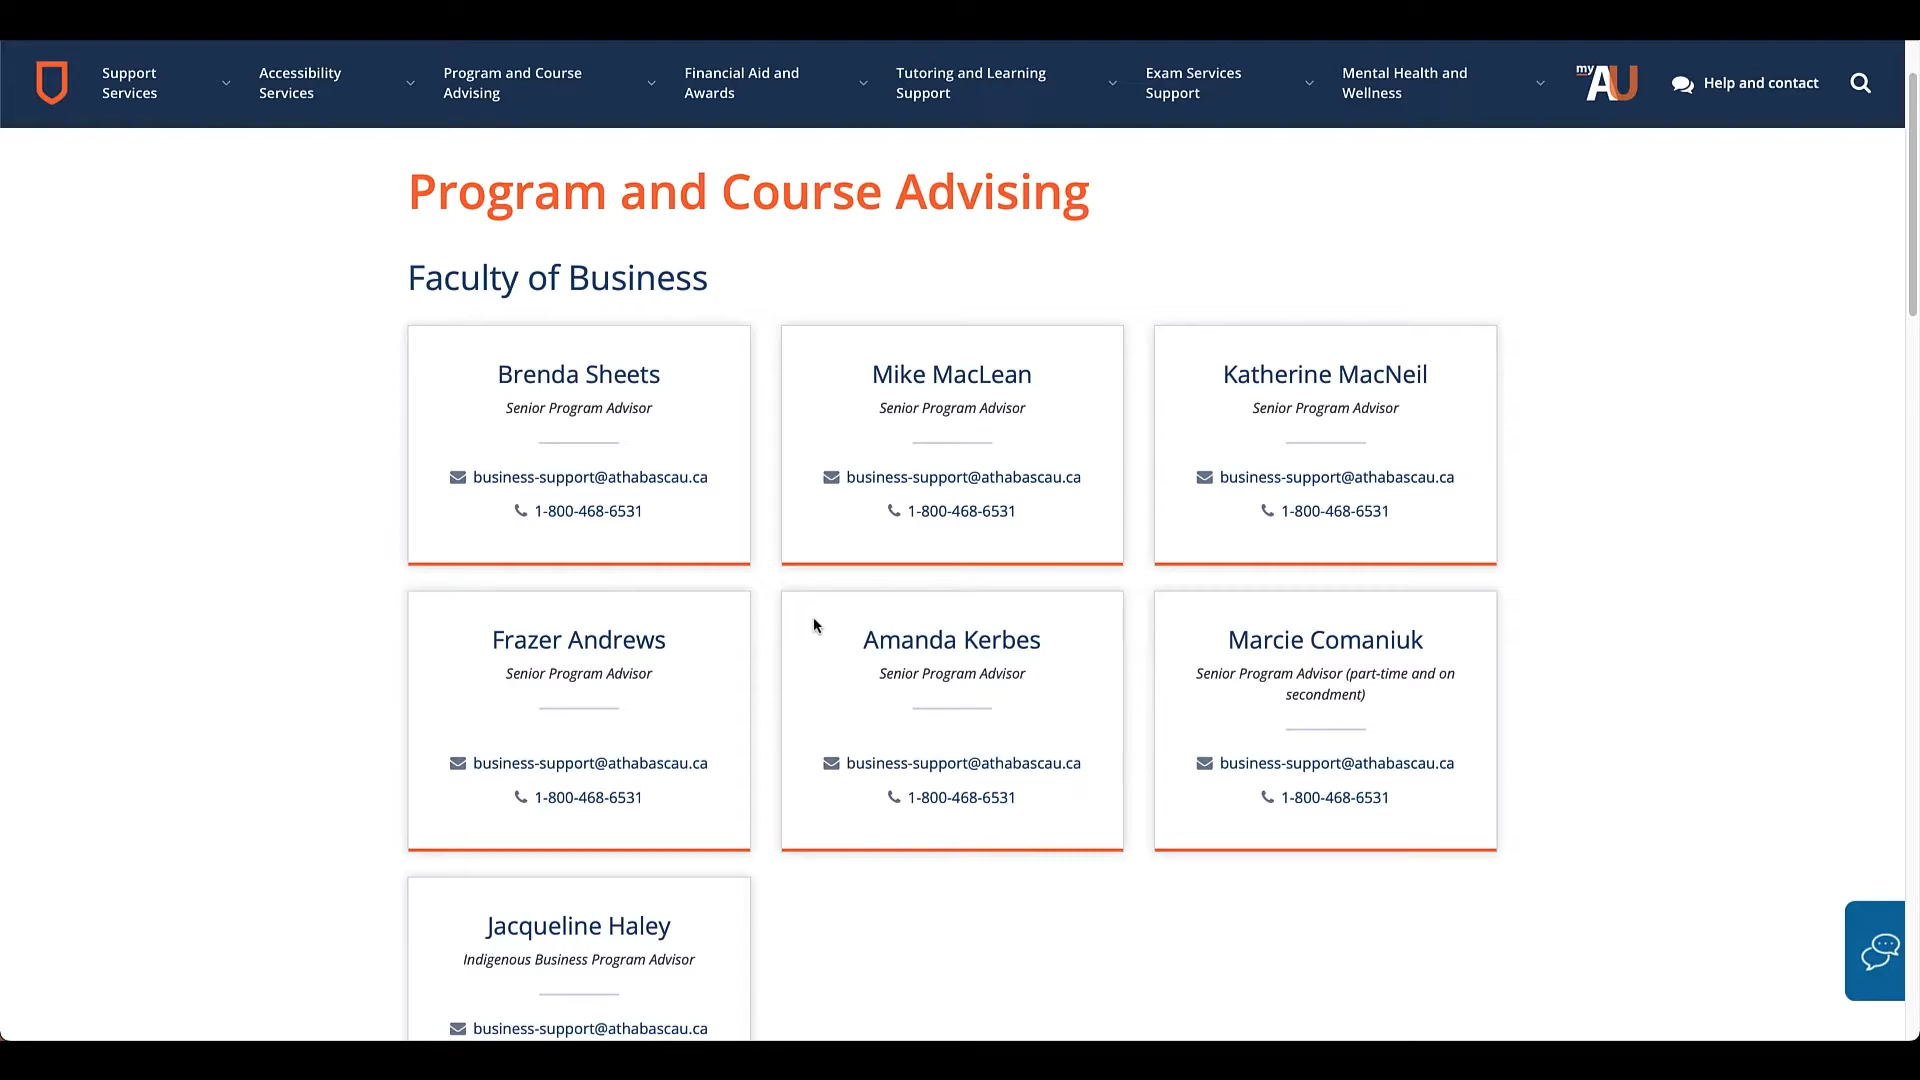 Support
Services
Accessibility
Services
Program and Course
Advising
Financial Aid and
Awards
Tutoring and Learning
Support
Exam Services
Support
Mental Health and
Wellness
my AU
Help and contact
Program and Course Advising
Faculty of Business
Brenda Sheets
Senior Program Advisor
business-support@athabascau.ca
1-800-468-6531
Mike MacLean
Senior Program Advisor
business-support@athabascau.ca
1-800-468-6531
Katherine MacNeil
Senior Program Advisor
business-support@athabascau.ca
1-800-468-6531
Frazer Andrews
Senior Program Advisor
business-support@athabascau.ca
1-800-468-6531
Amanda Kerbes
Senior Program Advisor
business-support@athabascau.ca
1-800-468-6531
Marcie Comaniuk
Senior Program Advisor (part-time and on
secondment)
business-support@athabascau.ca
1-800-468-6531
Jacqueline Haley
Indigenous Business Program Advisor
business-support@athabascau.ca